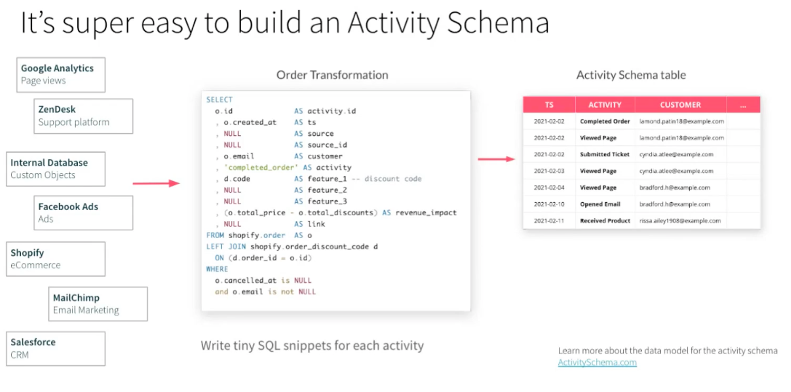 It's super easy to build an Activity Schema
Google Analytics
Page views
ZenDesk
Support platform
Internal Database
Custom Objects
Facebook Ads
Ads
Shopify
eCommerce
MailChimp
Email Marketing
Salesforce
CRM
Order Transformation
SELECT
o.id AS activity_id
, o.created_at AS ts
, NULL AS source
, NULL AS source_id
, o.email AS customer
, 'completed_order' AS activity
, d.code AS feature_1 -- discount code
, NULL AS feature_2
, NULL AS feature_3
, (o.total_price - o.total_discounts) AS revenue_impact
, NULL AS link
FROM shopify.order AS o
LEFT JOIN shopify.order_discount_code d
ON (d.order_id = o.id)
WHERE
o.cancelled_at is NULL
and o.email is not NULL
Write tiny SQL snippets for each activity
Activity Schema table
TS ACTIVITY CUSTOMER ...
2021-02-02 Completed Order lamond.patin18@example.com
2021-02-02 Viewed Page lamond.patin18@example.com
2021-02-02 Submitted Ticket cyndia.atlee@example.com
2021-02-03 Viewed Page cyndia.atlee@example.com
2021-02-04 Viewed Page bradford.h@example.com
2021-02-10 Opened Email bradford.h@example.com
2021-02-11 Received Product rissa.atley1908@example.com
Learn more about the data model for the activity schema
ActivitySchema.com